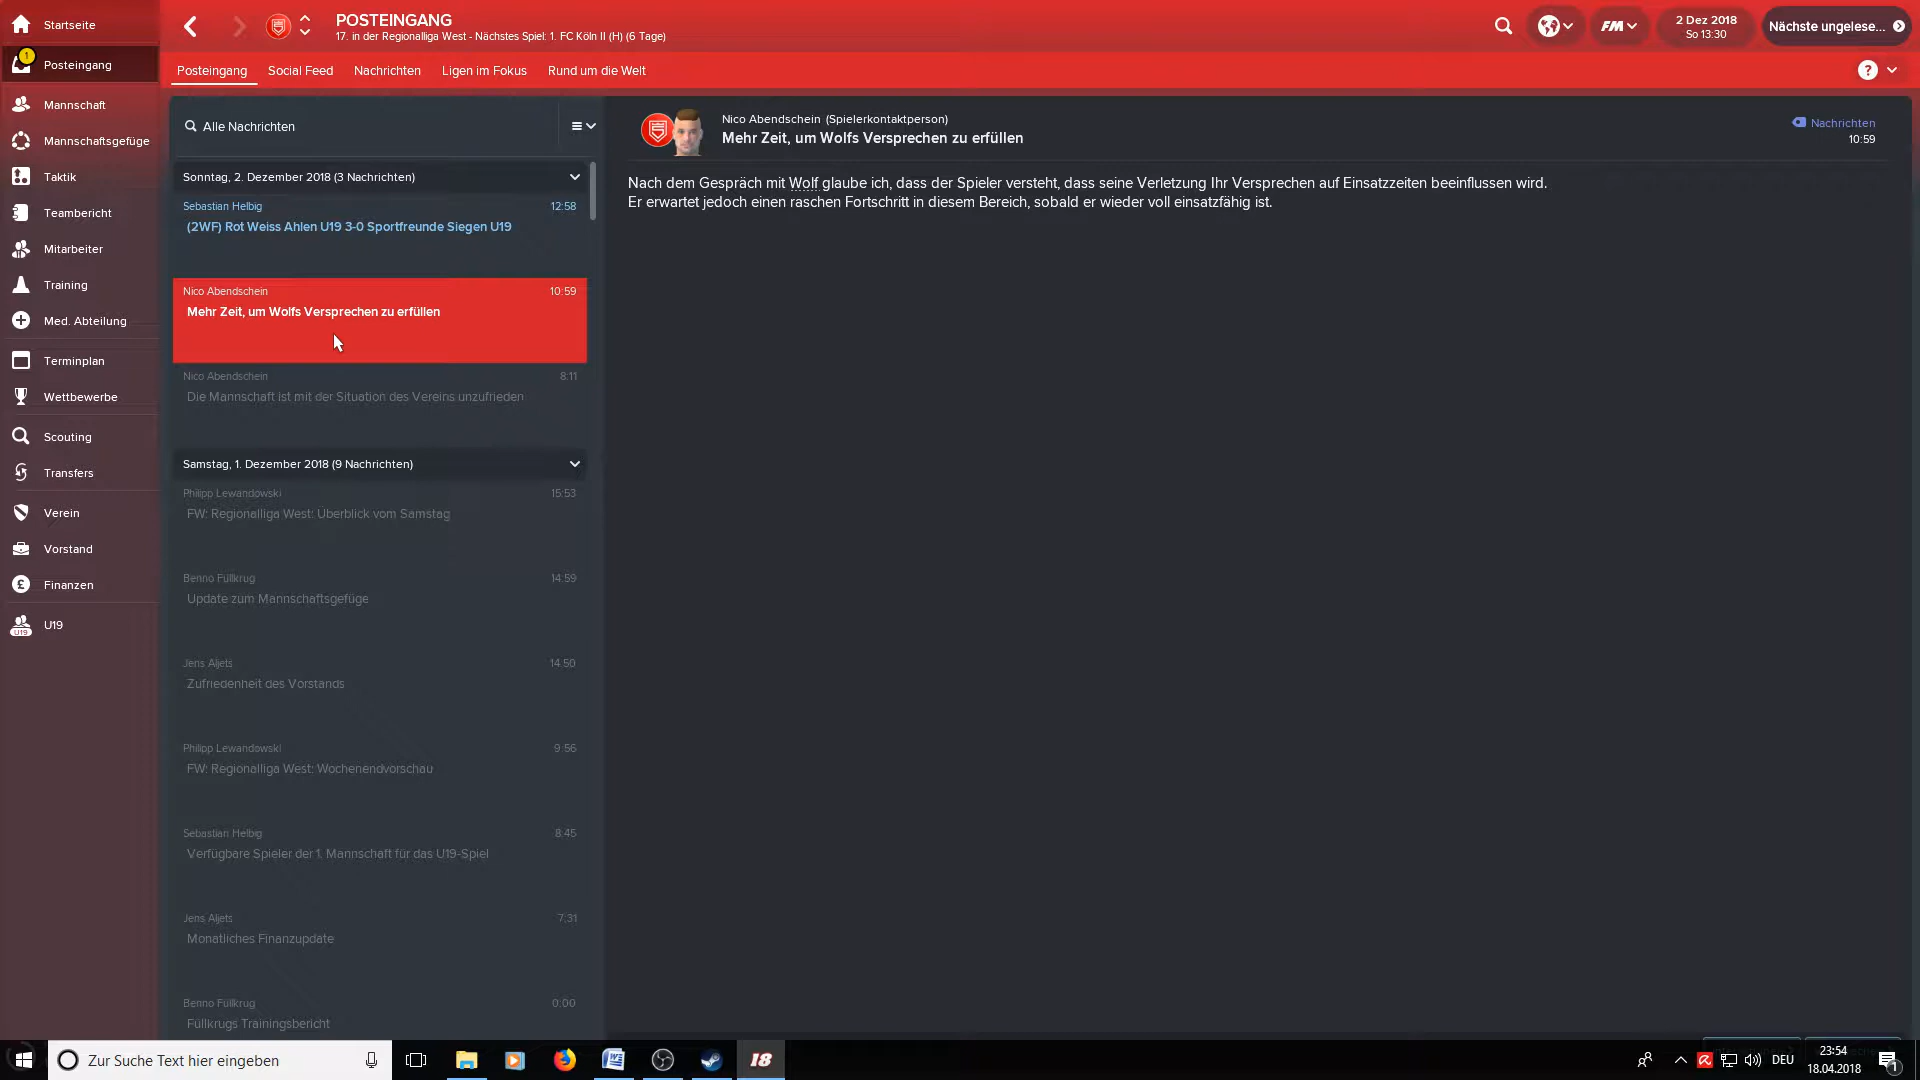 Startseite
1
Posteingang
Mannschaft
Mannschaftsgefüge
Taktik
Teambericht
Mitarbeiter
Training
Med. Abteilung
Terminplan
Wettbewerbe
Scouting
Transfers
Verein
Vorstand
Finanzen
U19
U19
POSTEINGANG
17. in der Regionalliga West - Nächstes Spiel: 1. FC Köln II (H) (6 Tage)
FM
2 Dez 2018
So 13:30
Nächste ungelese...
Posteingang
Social Feed
Nachrichten
Ligen im Fokus
Rund um die Welt
?
Alle Nachrichten
Sonntag, 2. Dezember 2018 (3 Nachrichten)
Sebastian Helbig 12:58
(2WF) Rot Weiss Ahlen U19 3-0 Sportfreunde Siegen U19
Nico Abendschein 10:59
Mehr Zeit, um Wolfs Versprechen zu erfüllen
Nico Abendschein 8:11
Die Mannschaft ist mit der Situation des Vereins unzufrieden
Samstag, 1. Dezember 2018 (9 Nachrichten)
Philipp Lewandowski 15:53
FW: Regionalliga West: Überblick vom Samstag
Benno Füllkrug 14:59
Update zum Mannschaftsgefüge
Jens Aljets 14:50
Zufriedenheit des Vorstands
Philipp Lewandowski 9:56
FW: Regionalliga West: Wochenendvorschau
Sebastian Helbig 8:45
Verfügbare Spieler der 1. Mannschaft für das U19-Spiel
Jens Aljets 7:31
Monatliches Finanzupdate
Benno Füllkrug 0:00
Füllkrugs Trainingsbericht
Nico Abendschein (Spielerkontaktperson)
Mehr Zeit, um Wolfs Versprechen zu erfüllen
Nachrichten
10:59
Nach dem Gespräch mit Wolf glaube ich, dass der Spieler versteht, dass seine Verletzung Ihr Versprechen auf Einsatzzeiten beeinflussen wird.
Er erwartet jedoch einen raschen Fortschritt in diesem Bereich, sobald er wieder voll einsatzfähig ist.
Zur Suche Text hier eingeben
18
DEU
23:54
18.04.2018
1